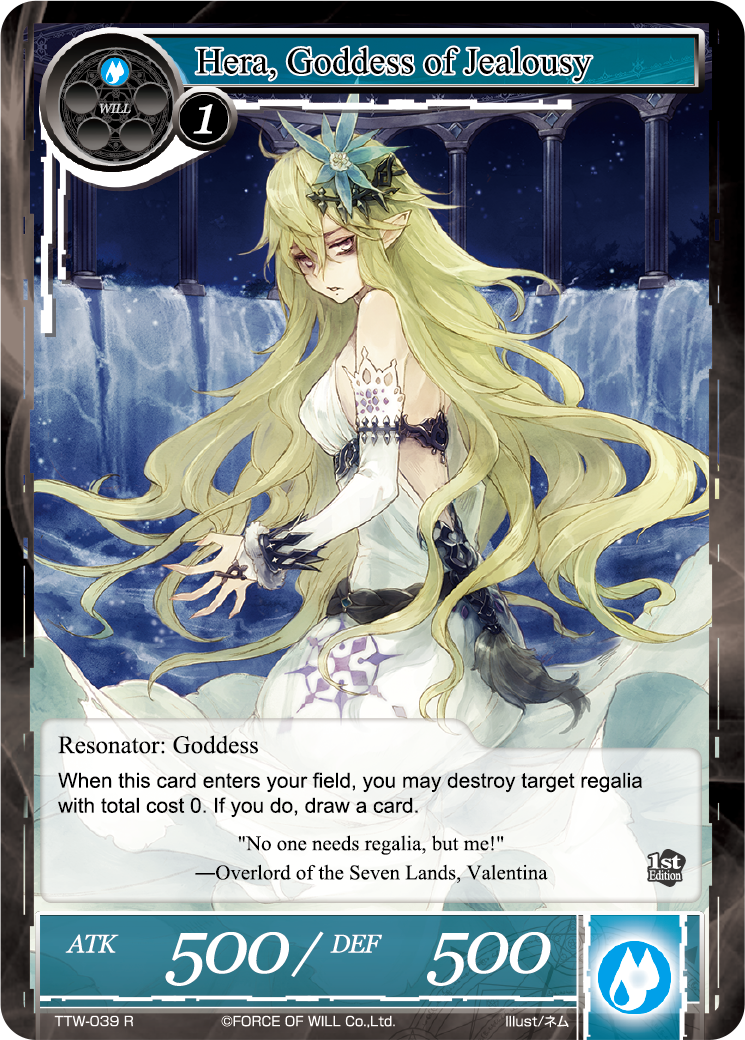 Hera, Goddess of Jealousy
WILL
1
Resonator: Goddess
When this card enters your field, you may destroy target regalia
with total cost 0. If you do, draw a card.
"No one needs regalia, but me!"
—Overlord of the Seven Lands, Valentina
1st
Edition
ATK 500 / DEF 500
TTW-039 R ©FORCE OF WILL Co.,Ltd. Illust/ネム